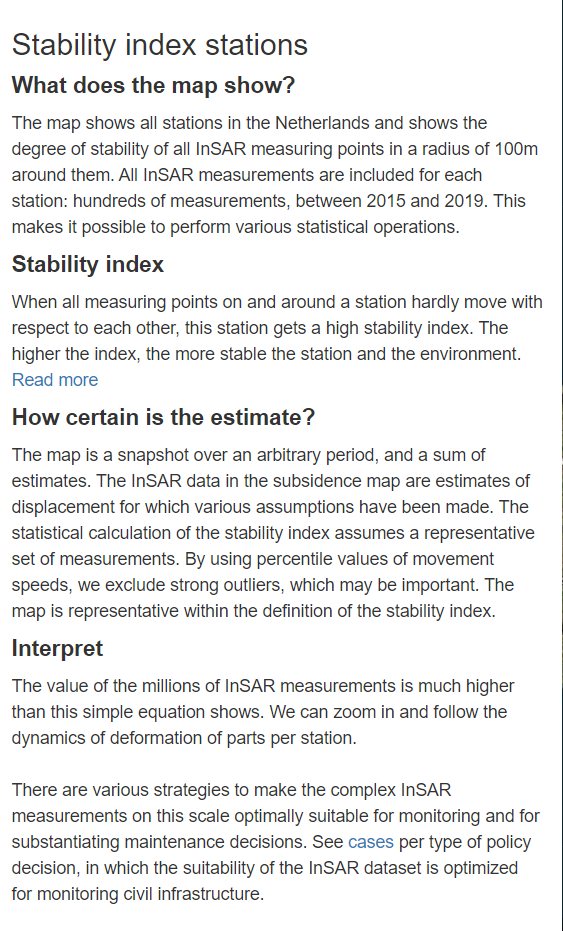 Stability index stations
What does the map show?
The map shows all stations in the Netherlands and shows the
degree of stability of all InSAR measuring points in a radius of 100m
around them. All InSAR measurements are included for each
station: hundreds of measurements, between 2015 and 2019. This
makes it possible to perform various statistical operations.
Stability index
When all measuring points on and around a station hardly move with
respect to each other, this station gets a high stability index. The
higher the index, the more stable the station and the environment.
Read more
How certain is the estimate?
The map is a snapshot over an arbitrary period, and a sum of
estimates. The InSAR data in the subsidence map are estimates of
displacement for which various assumptions have been made. The
statistical calculation of the stability index assumes a representative
set of measurements. By using percentile values of movement
speeds, we exclude strong outliers, which may be important. The
map is representative within the definition of the stability index.
Interpret
The value of the millions of InSAR measurements is much higher
than this simple equation shows. We can zoom in and follow the
dynamics of deformation of parts per station.
There are various strategies to make the complex InSAR
measurements on this scale optimally suitable for monitoring and for
substantiating maintenance decisions. See cases per type of policy
decision, in which the suitability of the InSAR dataset is optimized
for monitoring civil infrastructure.